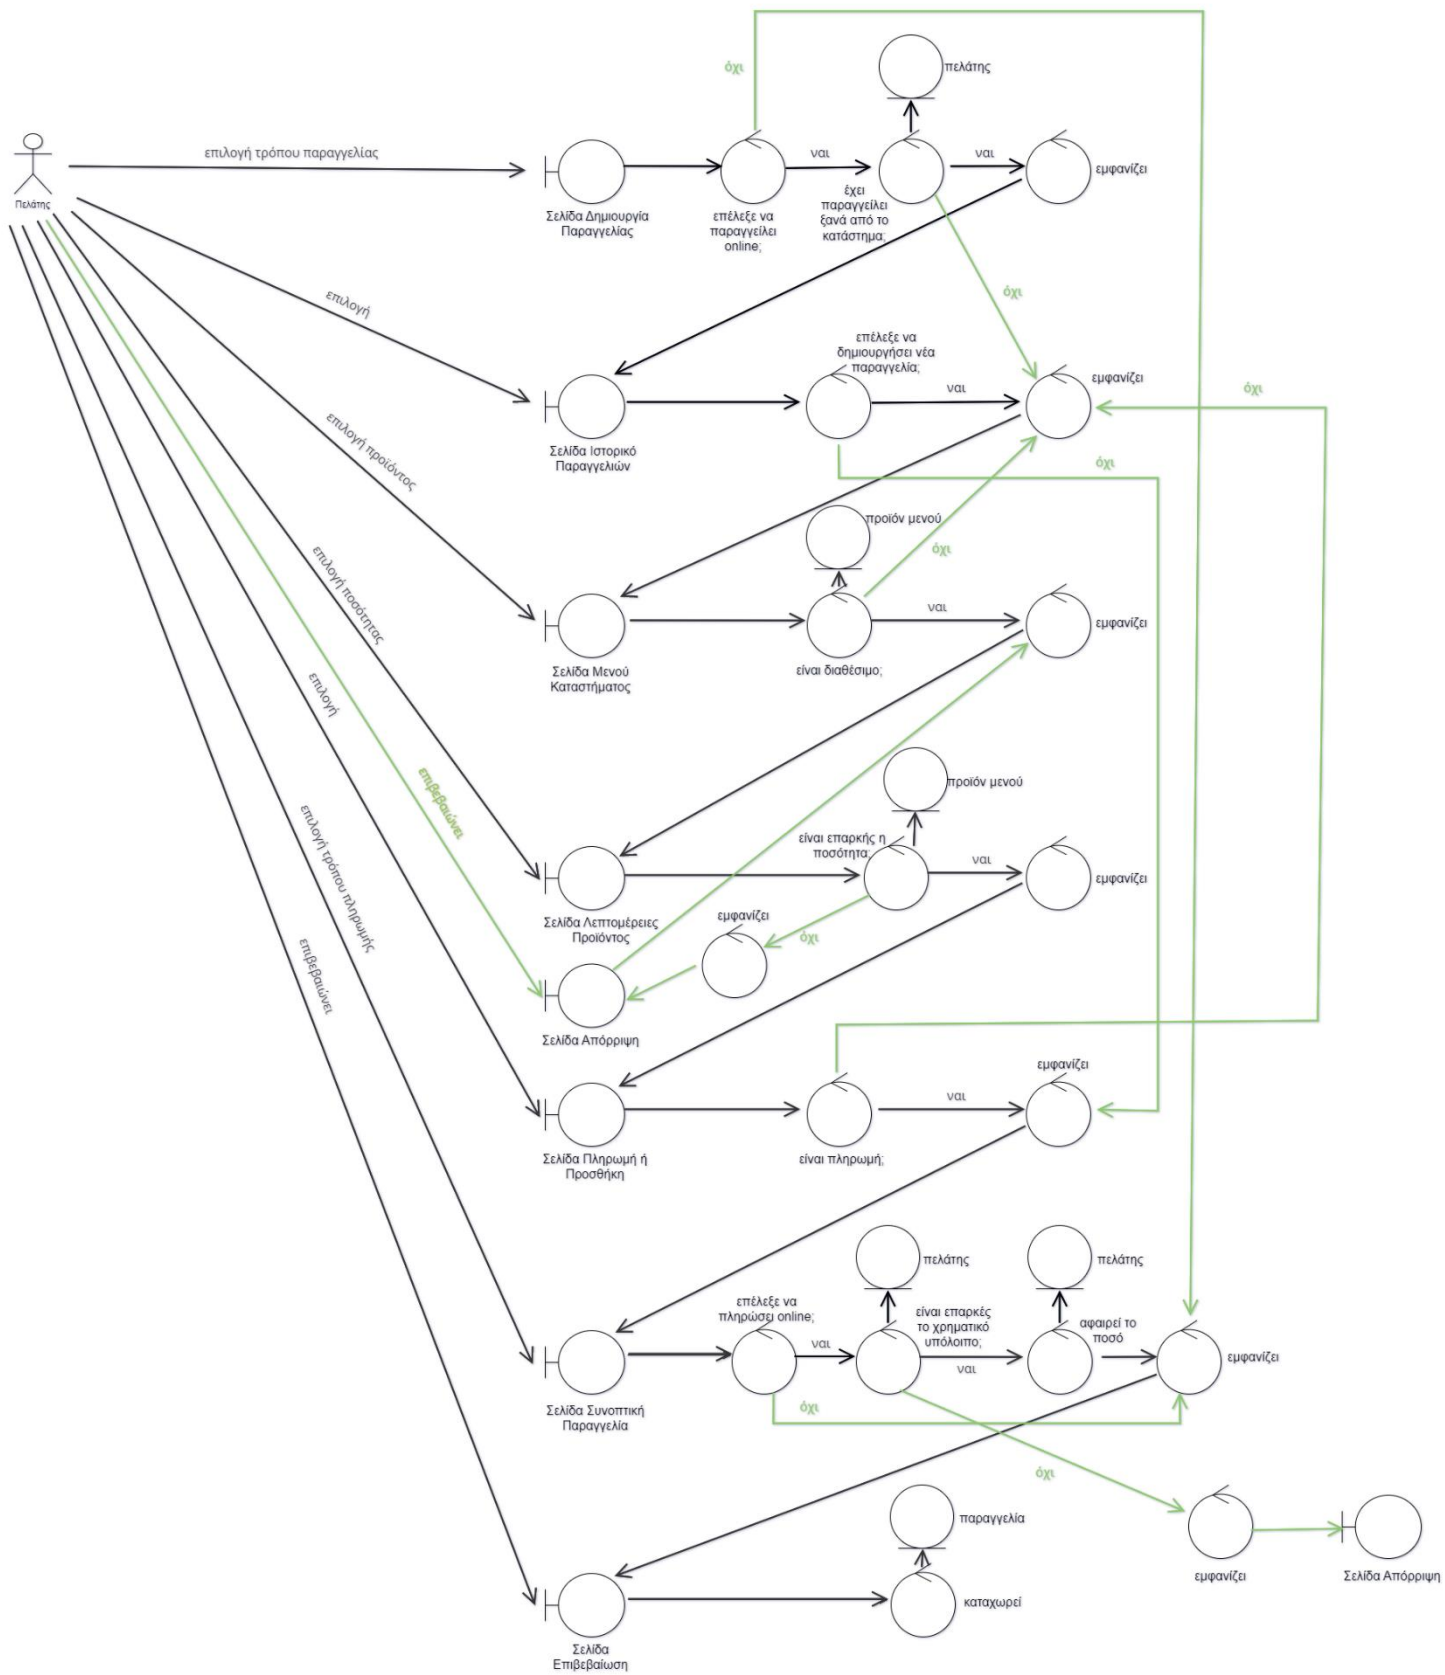 όχι
πελάτης
Πελάτης
επιλογή τρόπου παραγγελίας
Σελίδα Δημιουργία
Παραγγελίας
επέλεξε να
παραγγείλει
online;
ναι
έχει
παραγγείλει
ξανά από το
κατάστημα;
ναι
εμφανίζει
όχι
επιλογή
Σελίδα Ιστορικό
Παραγγελιών
επέλεξε να
δημιουργήσει νέα
παραγγελία;
ναι
εμφανίζει
όχι
όχι
επιλογή προϊόντος
προϊόν μενού
όχι
Σελίδα Μενού
Καταστήματος
είναι διαθέσιμο;
ναι
εμφανίζει
επιλογή ποσότητας
επιλογή
επιβεβαιώνει
προϊόν μενού
είναι επαρκής η
ποσότητα;
ναι
εμφανίζει
Σελίδα Λεπτομέρειες
Προϊόντος
εμφανίζει
όχι
επιλογή τρόπου πληρωμής
επιβεβαιώνει
Σελίδα Απόρριψη
εμφανίζει
ναι
Σελίδα Πληρωμή ή
Προσθήκη
είναι πληρωμή;
πελάτης
πελάτης
επέλεξε να
πληρώσει online;
ναι
είναι επαρκές
το χρηματικό
υπόλοιπο;
ναι
αφαιρεί το
ποσό
εμφανίζει
Σελίδα Συνοπτική
Παραγγελία
όχι
όχι
παραγγελία
εμφανίζει
Σελίδα Απόρριψη
καταχωρεί
Σελίδα
Επιβεβαίωση